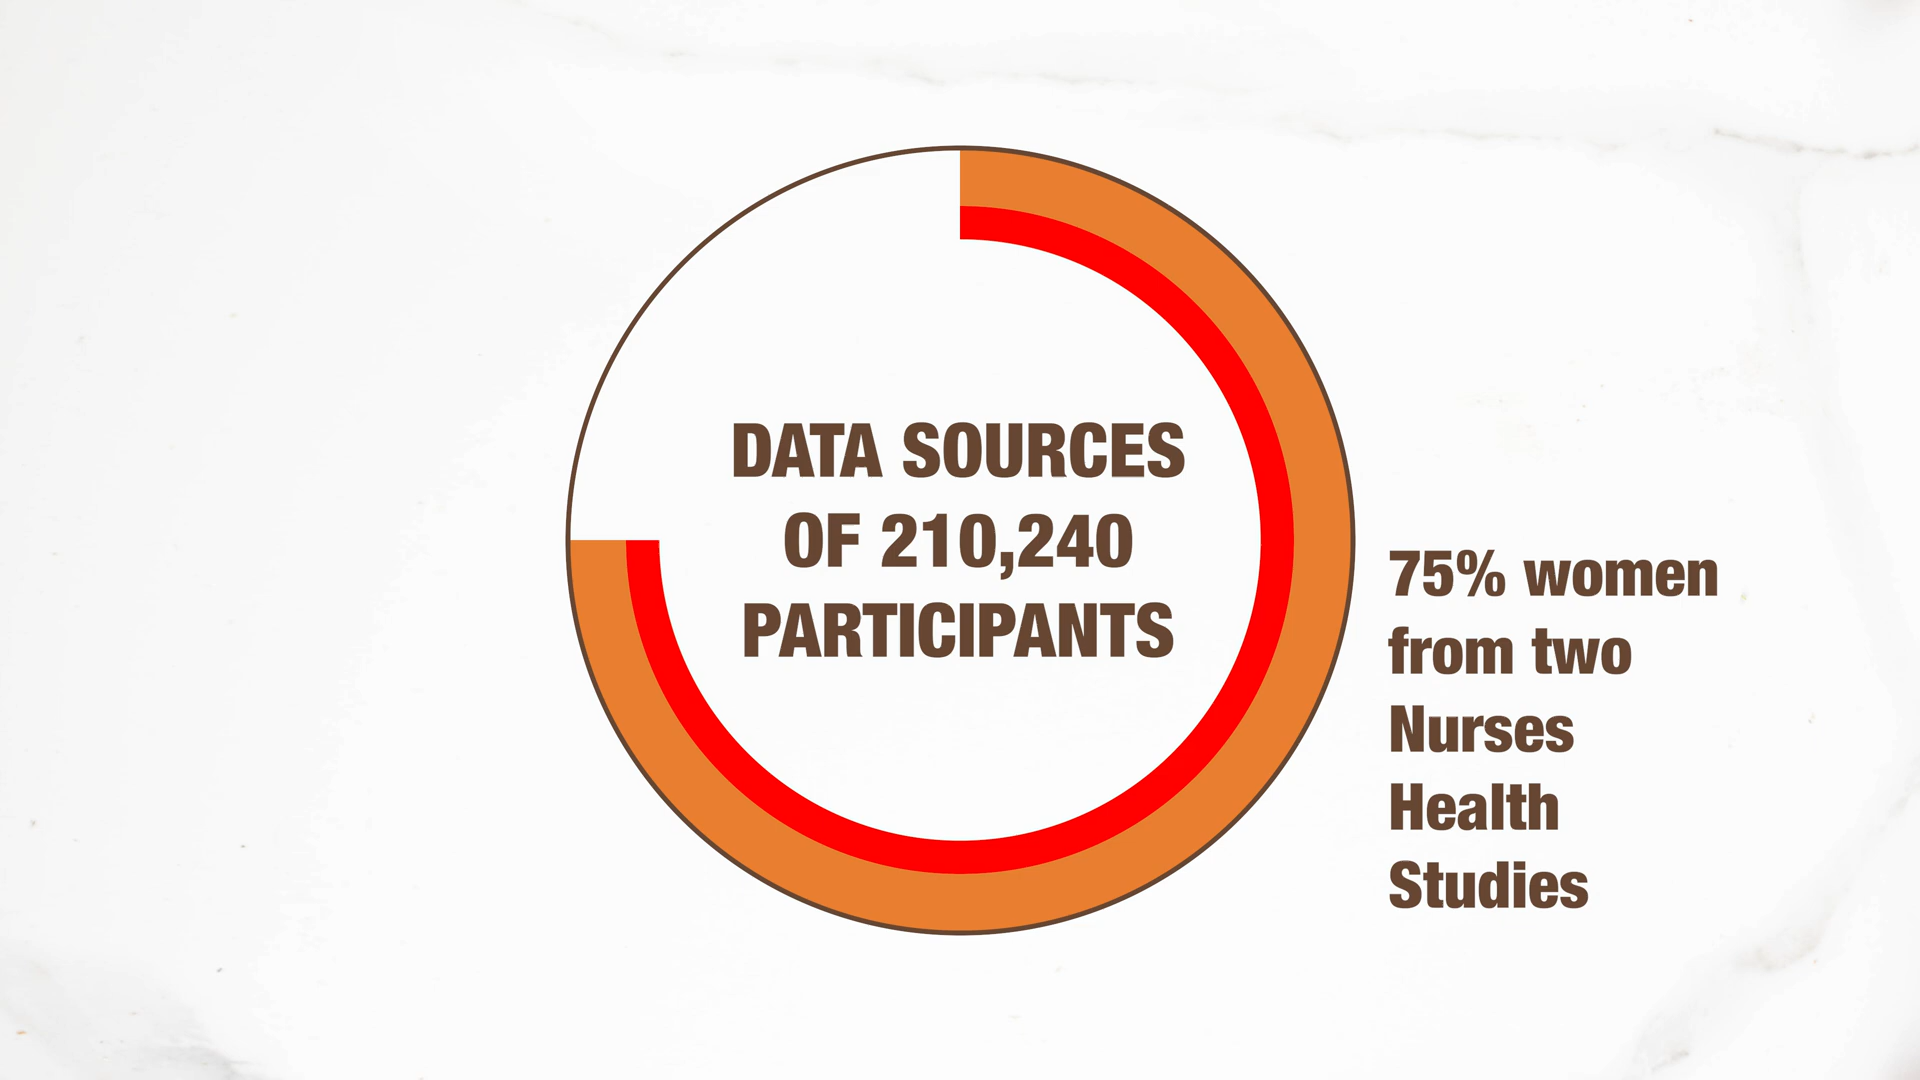 DATA SOURCES
OF 210,240
PARTICIPANTS
75% women
from two
Nurses
Health
Studies